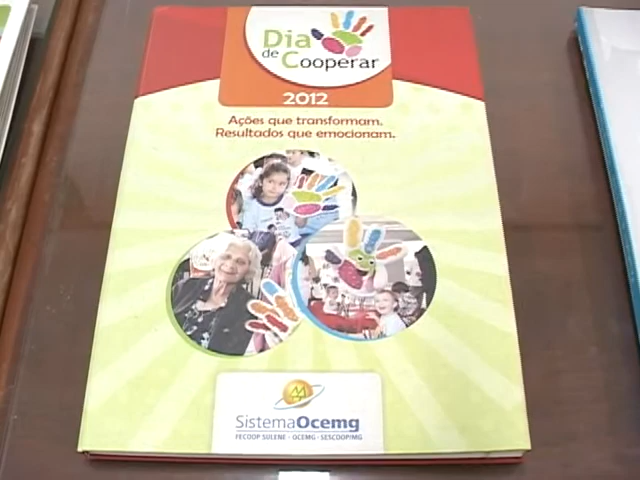 Dia
de
Cooperar
2012
Ações que transformam.
Resultados que emocionam.
SistemaOcemg
FECOOP SULENE - OCEMG - SESCOOP/MG